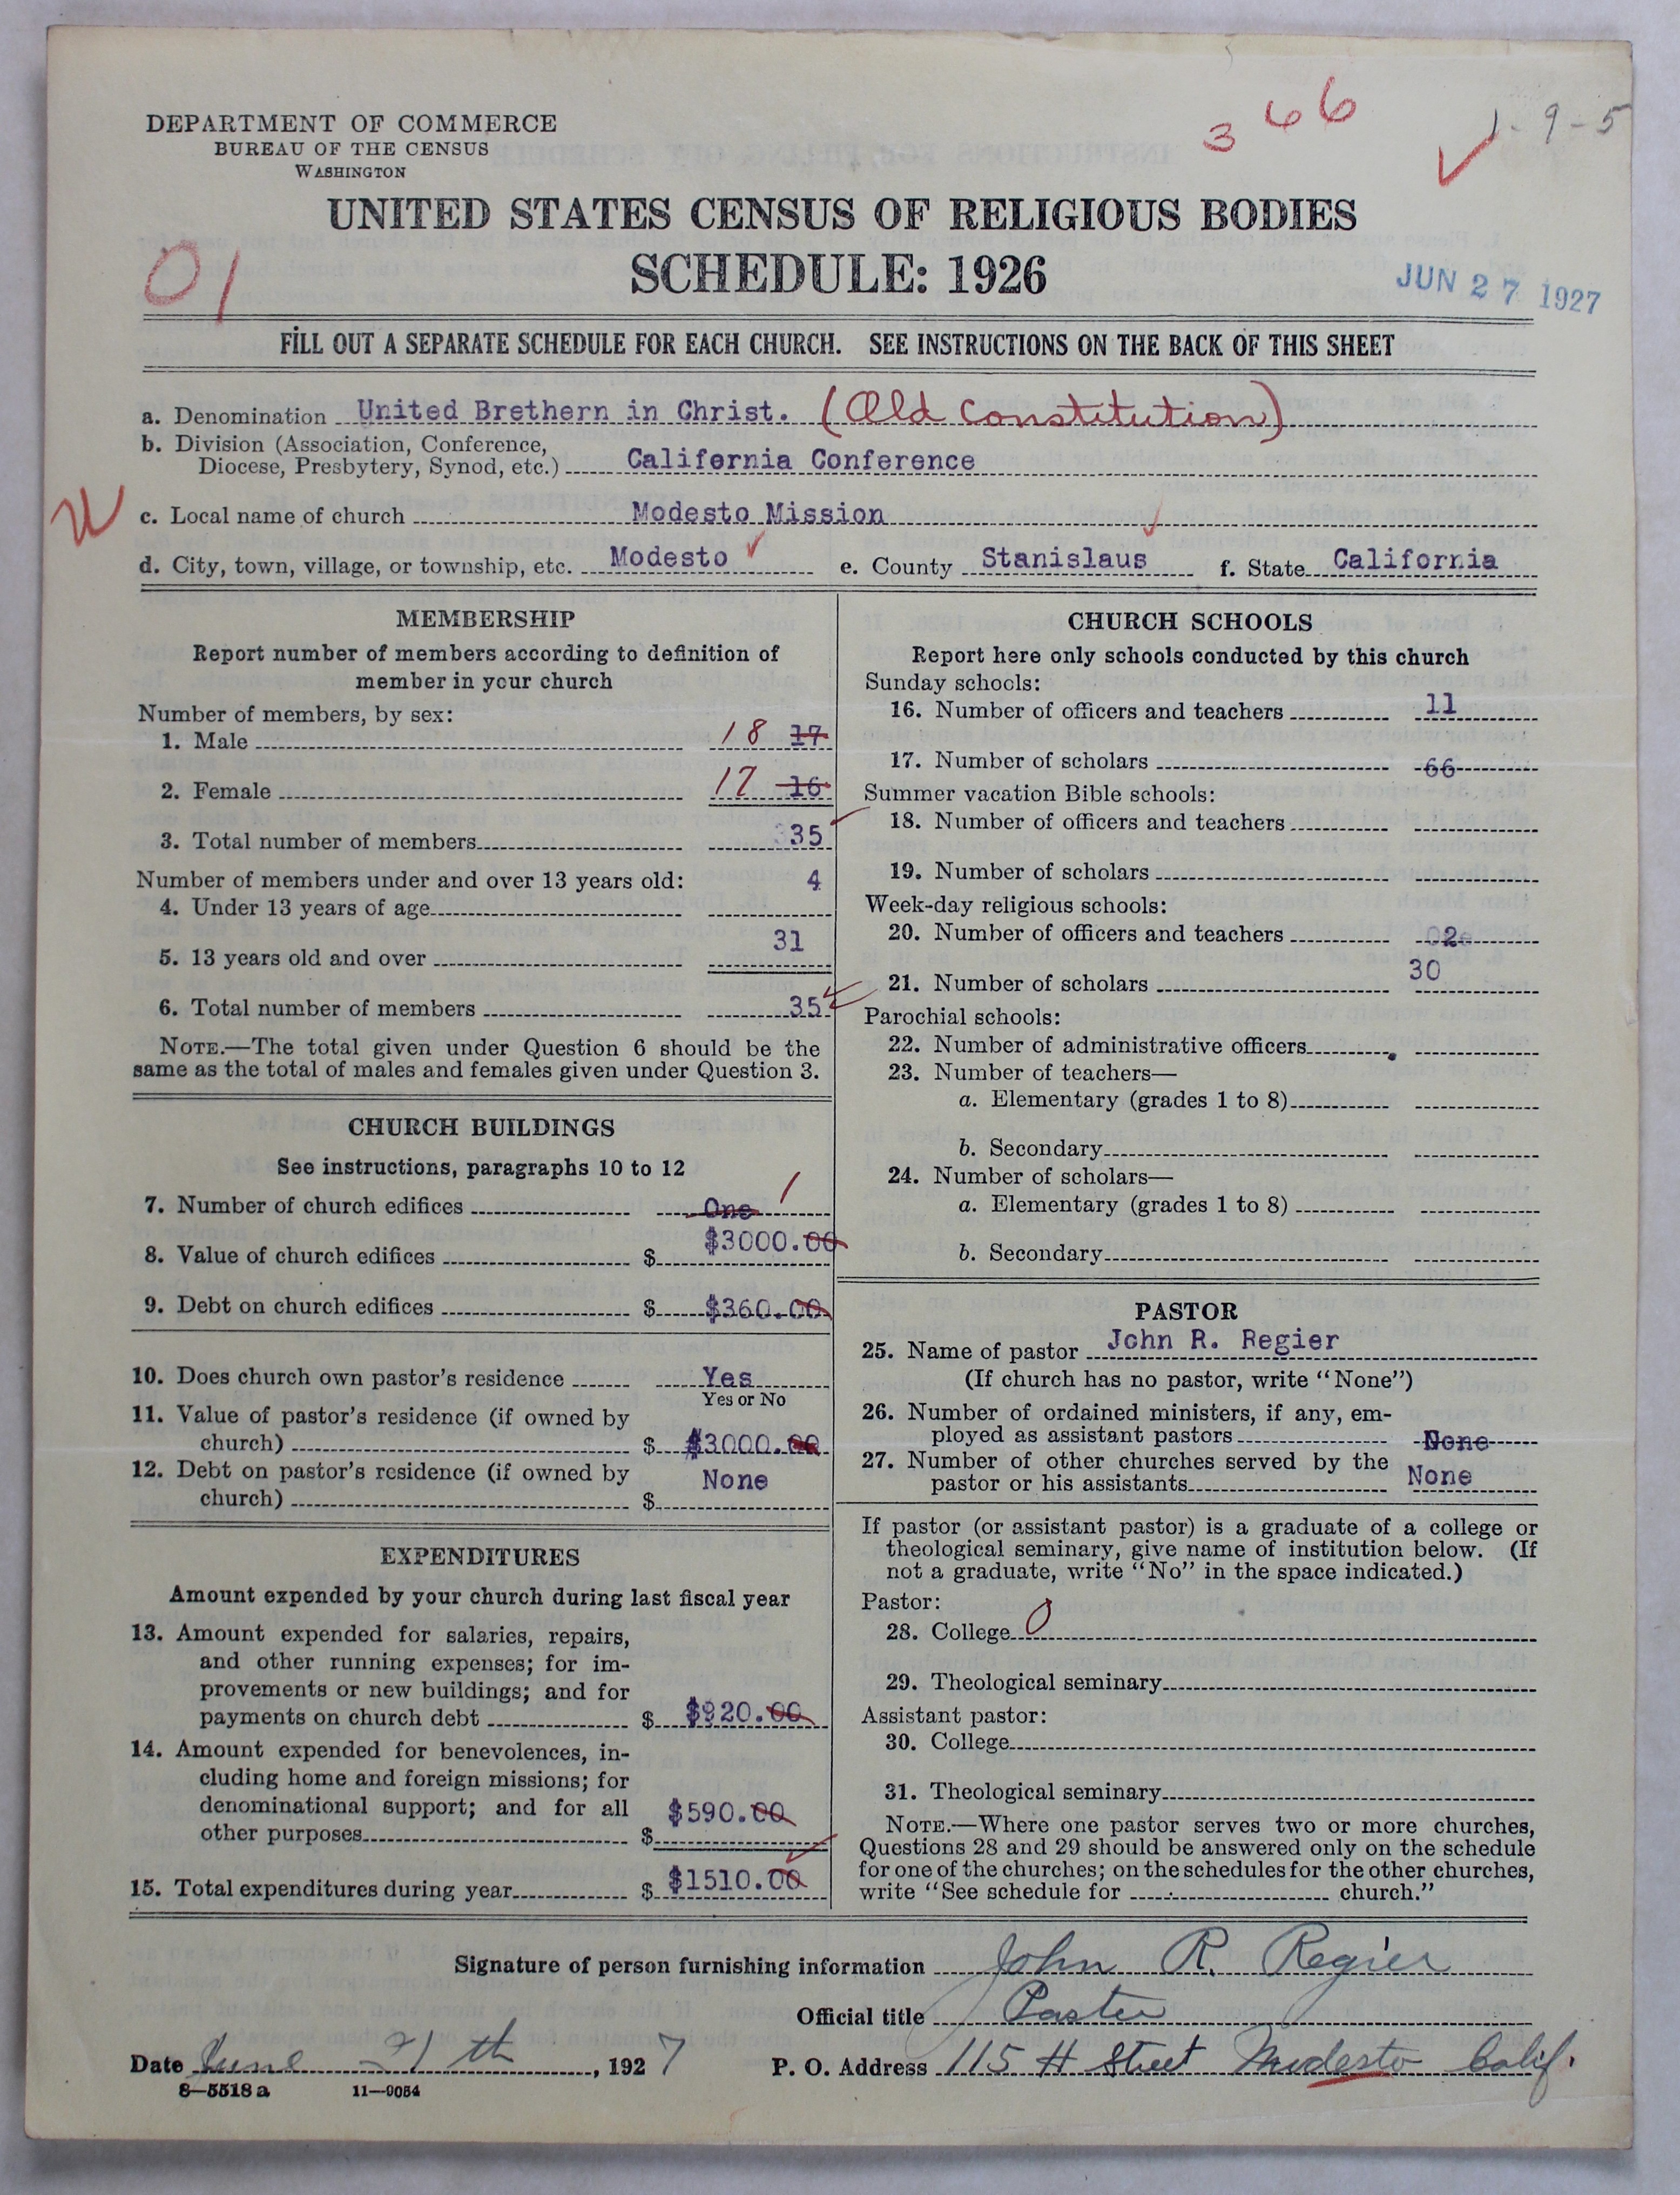 3 66
1-9-5
DEPARTMENT OF COMMERCE
BUREAU OF THE CENSUS
WASHINGTON
UNITED STATES CENSUS OF RELIGIOUS BODIES
SCHEDULE: 1926
01
JUN 27 1927
FILL OUT A SEPARATE SCHEDULE FOR EACH CHURCH. SEE INSTRUCTIONS ON THE BACK OF THIS SHEET
a. Denomination United Brethern in Christ. (Old Constitution)
b. Division (Association, Conference,
Diocese, Presbytery, Synod, etc.) California Conference
c. Local name of church Modesto Mission
d. City, town, village, or township, etc. Modesto e. County Stanislaus f. State California
MEMBERSHIP
Report number of members according to definition of
member in your church
Number of members, by sex:
1. Male 18 17
2. Female 17 16
3. Total number of members 35
Number of members under and over 13 years old:
4. Under 13 years of age 4
5. 13 years old and over 31
6. Total number of members 35
NOTE.—The total given under Question 6 should be the
same as the total of males and females given under Question 3.
CHURCH BUILDINGS
See instructions, paragraphs 10 to 12
7. Number of church edifices One 1
8. Value of church edifices $ $3000.00
9. Debt on church edifices $ $360.00
10. Does church own pastor's residence Yes
Yes or No
11. Value of pastor's residence (if owned by
church) $ $3000.00
12. Debt on pastor's residence (if owned by
church) $ None
EXPENDITURES
Amount expended by your church during last fiscal year
13. Amount expended for salaries, repairs,
and other running expenses; for im-
provements or new buildings; and for
payments on church debt $ $920.00
14. Amount expended for benevolences, in-
cluding home and foreign missions; for
denominational support; and for all
other purposes $ $590.00
15. Total expenditures during year $ $1510.00
CHURCH SCHOOLS
Report here only schools conducted by this church
Sunday schools:
16. Number of officers and teachers 11
17. Number of scholars 66
Summer vacation Bible schools:
18. Number of officers and teachers
19. Number of scholars
Week-day religious schools:
20. Number of officers and teachers 2
21. Number of scholars 30
Parochial schools:
22. Number of administrative officers
23. Number of teachers—
a. Elementary (grades 1 to 8)
b. Secondary
24. Number of scholars—
a. Elementary (grades 1 to 8)
b. Secondary
PASTOR
25. Name of pastor John R. Regier
(If church has no pastor, write "None")
26. Number of ordained ministers, if any, em-
ployed as assistant pastors None
27. Number of other churches served by the
pastor or his assistants None
If pastor (or assistant pastor) is a graduate of a college or
theological seminary, give name of institution below. (If
not a graduate, write "No" in the space indicated.)
Pastor:
28. College 0
29. Theological seminary
Assistant pastor:
30. College
31. Theological seminary
NOTE.—Where one pastor serves two or more churches,
Questions 28 and 29 should be answered only on the schedule
for one of the churches; on the schedules for the other churches,
write "See schedule for church."
Signature of person furnishing information John R. Regier
Official title Pastor
Date June 21th, 1927 P. O. Address 115 H Street Modesto Calif.
8—5518 a 11—9054